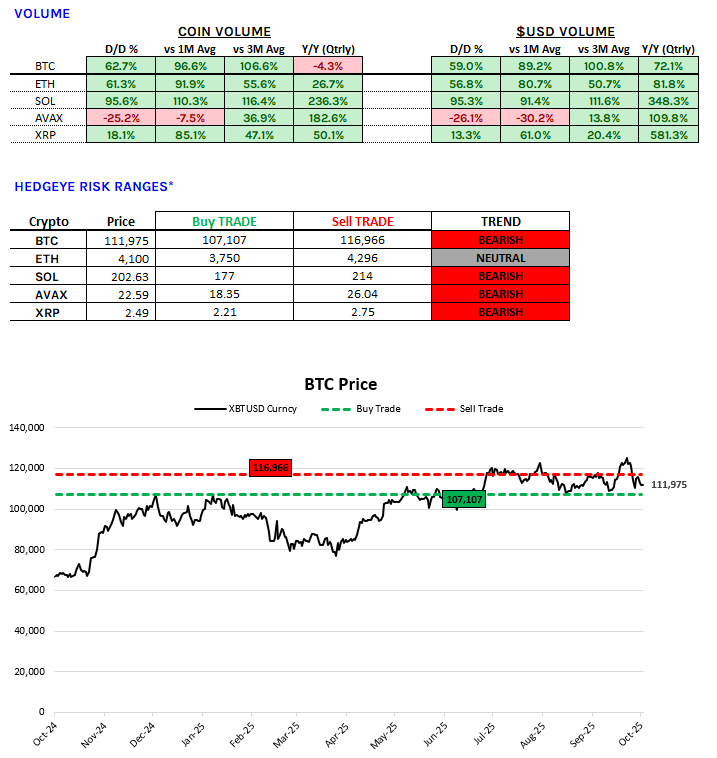 VOLUME
COIN VOLUME $USD VOLUME
D/D % vs 1M Avg vs 3M Avg Y/Y (Qtrly) D/D % vs 1M Avg vs 3M Avg Y/Y (Qtrly)
BTC 62.7% 96.6% 106.6% -4.3% 59.0% 89.2% 100.8% 72.1%
ETH 61.3% 91.9% 55.6% 26.7% 56.8% 80.7% 50.7% 81.8%
SOL 95.6% 110.3% 116.4% 236.3% 95.3% 91.4% 111.6% 348.3%
AVAX -25.2% -7.5% 36.9% 182.6% -26.1% -30.2% 13.8% 109.8%
XRP 18.1% 85.1% 47.1% 50.1% 13.3% 61.0% 20.4% 581.3%
HEDGEYE RISK RANGES*
Crypto Price Buy TRADE Sell TRADE TREND
BTC 111,975 107,107 116,966 BEARISH
ETH 4,100 3,750 4,296 NEUTRAL
SOL 202.63 177 214 BEARISH
AVAX 22.59 18.35 26.04 BEARISH
XRP 2.49 2.21 2.75 BEARISH
BTC Price
XBTUSD Curncy Buy Trade Sell Trade
140,000
120,000
116,966
111,975
107,107
100,000
80,000
60,000
40,000
20,000
0
Oct-24 Nov-24 Dec-24 Jan-25 Feb-25 Mar-25 Apr-25 May-25 Jun-25 Jul-25 Aug-25 Sep-25 Oct-25